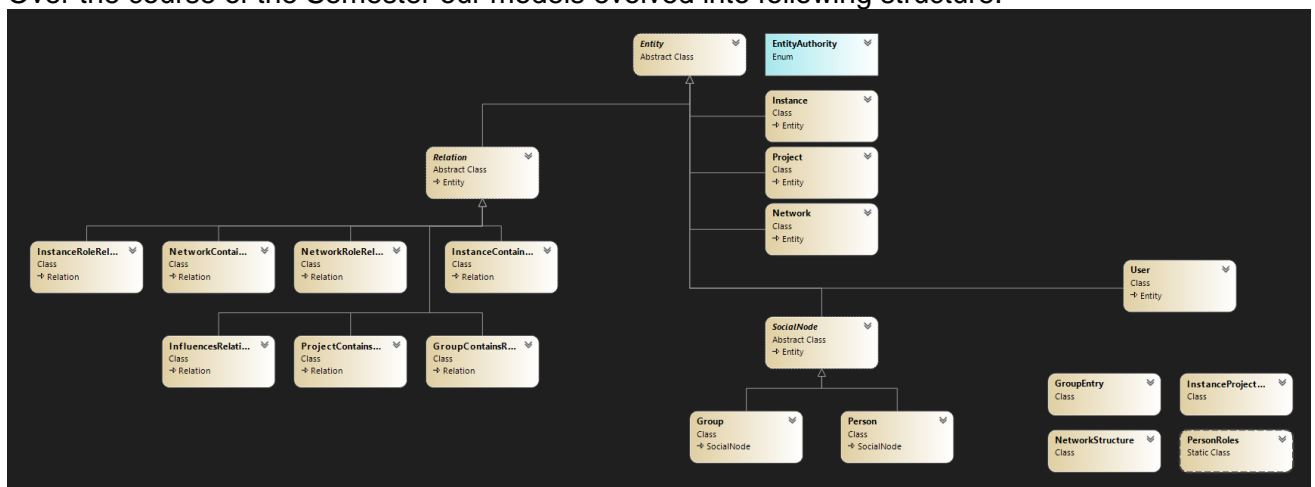 Over the course of the Semester our models evolved into following structure:
Entity
Abstract Class
EntityAuthority
Enum
Instance
Class
Entity
Relation
Abstract Class
Entity
Project
Class
Entity
Network
Class
Entity
InstanceRoleRel...
Class
Relation
NetworkContai...
Class
Relation
NetworkRoleRel...
Class
Relation
InstanceContain...
Class
Relation
User
Class
Entity
SocialNode
Abstract Class
Entity
InfluencesRelati...
Class
Relation
ProjectContains...
Class
Relation
GroupContainsR...
Class
Relation
GroupEntry
Class
InstanceProject...
Class
Group
Class
SocialNode
Person
Class
SocialNode
NetworkStructure
Class
PersonRoles
Static Class